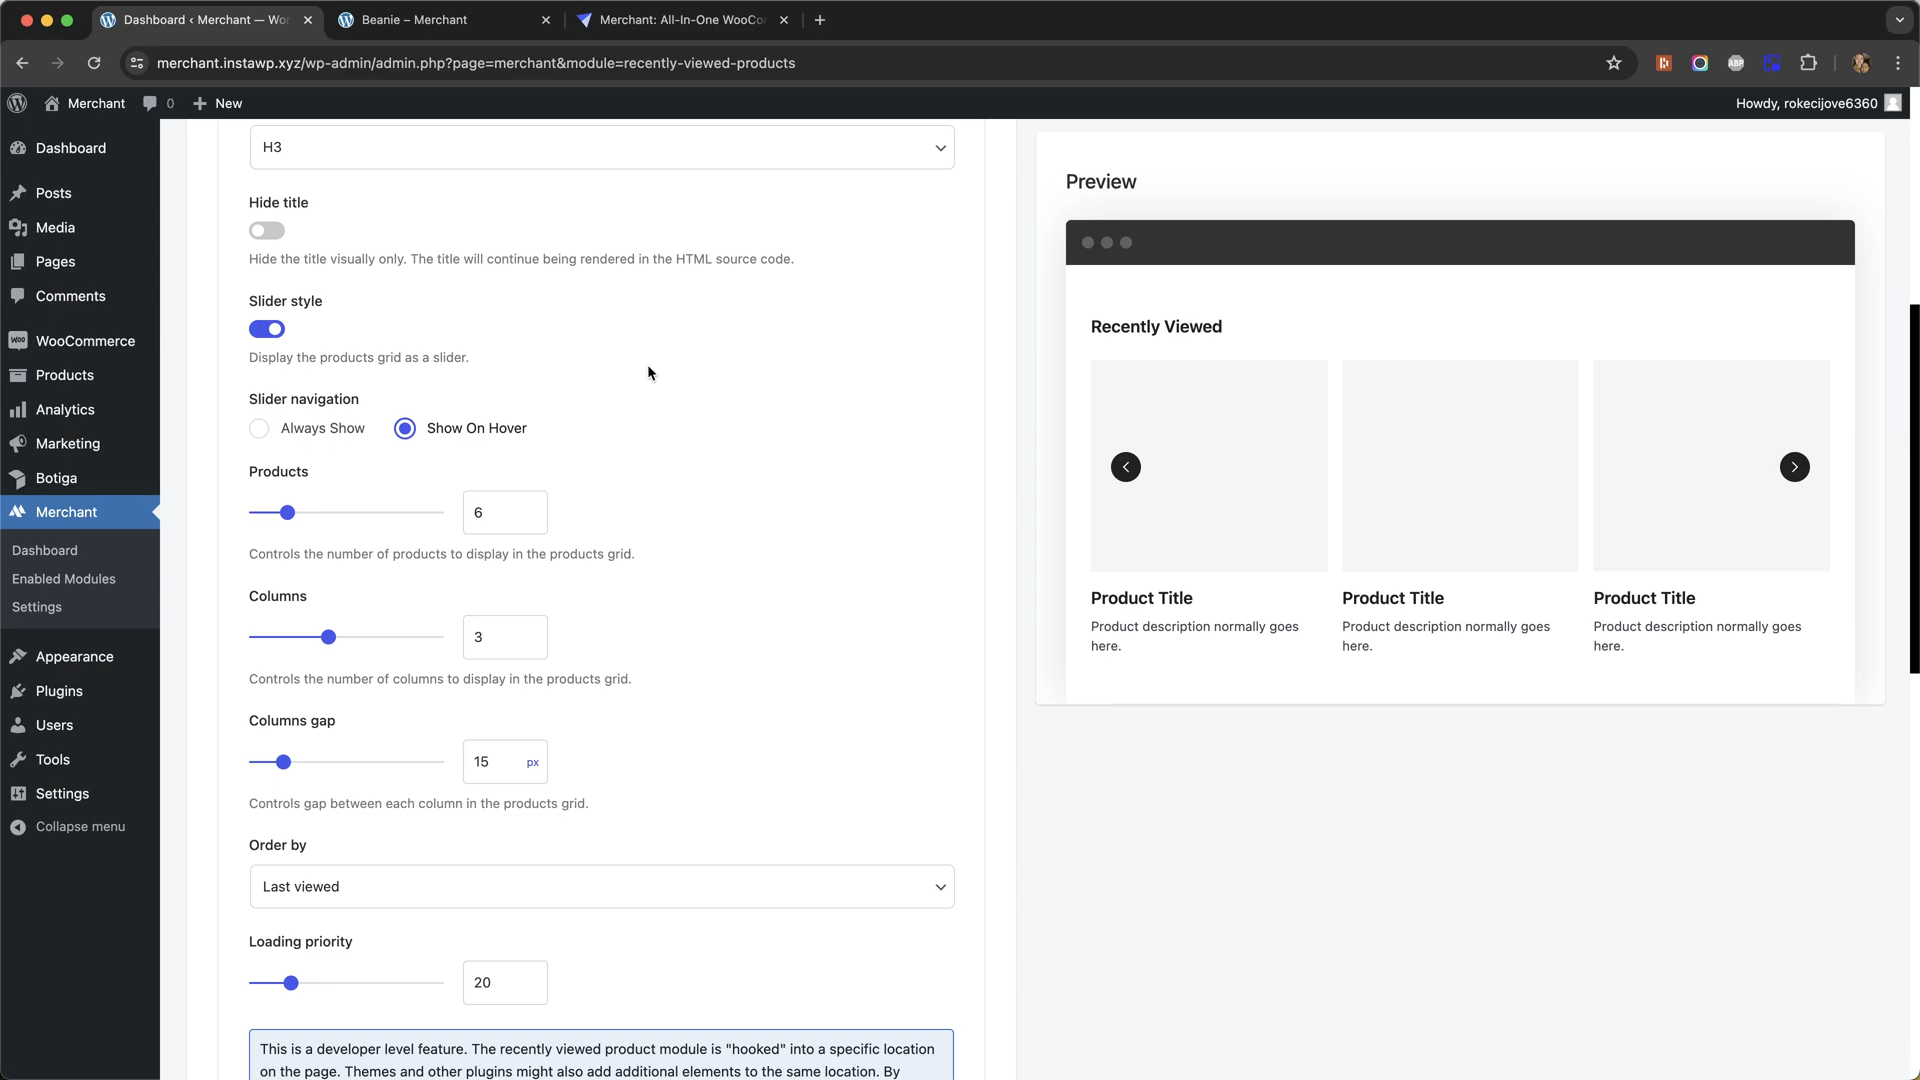 Dashboard ‹ Merchant — Wor
Beanie – Merchant
Merchant: All-In-One WooCo
merchant.instawp.xyz/wp-admin/admin.php?page=merchant&module=recently-viewed-products
ABP
Merchant
0
New
Howdy, rokecijove6360
Dashboard
Posts
Media
Pages
Comments
WooCommerce
Products
Analytics
Marketing
Botiga
Merchant
Dashboard
Enabled Modules
Settings
Appearance
Plugins
Users
Tools
Settings
Collapse menu
H3
Hide title
Hide the title visually only. The title will continue being rendered in the HTML source code.
Slider style
Display the products grid as a slider.
Slider navigation
Always Show
Show On Hover
Products
6
Controls the number of products to display in the products grid.
Columns
3
Controls the number of columns to display in the products grid.
Columns gap
15 px
Controls gap between each column in the products grid.
Order by
Last viewed
Loading priority
20
This is a developer level feature. The recently viewed product module is "hooked" into a specific location
on the page. Themes and other plugins might also add additional elements to the same location. By
Preview
Recently Viewed
Product Title
Product description normally goes
here.
Product Title
Product description normally goes
here.
Product Title
Product description normally goes
here.